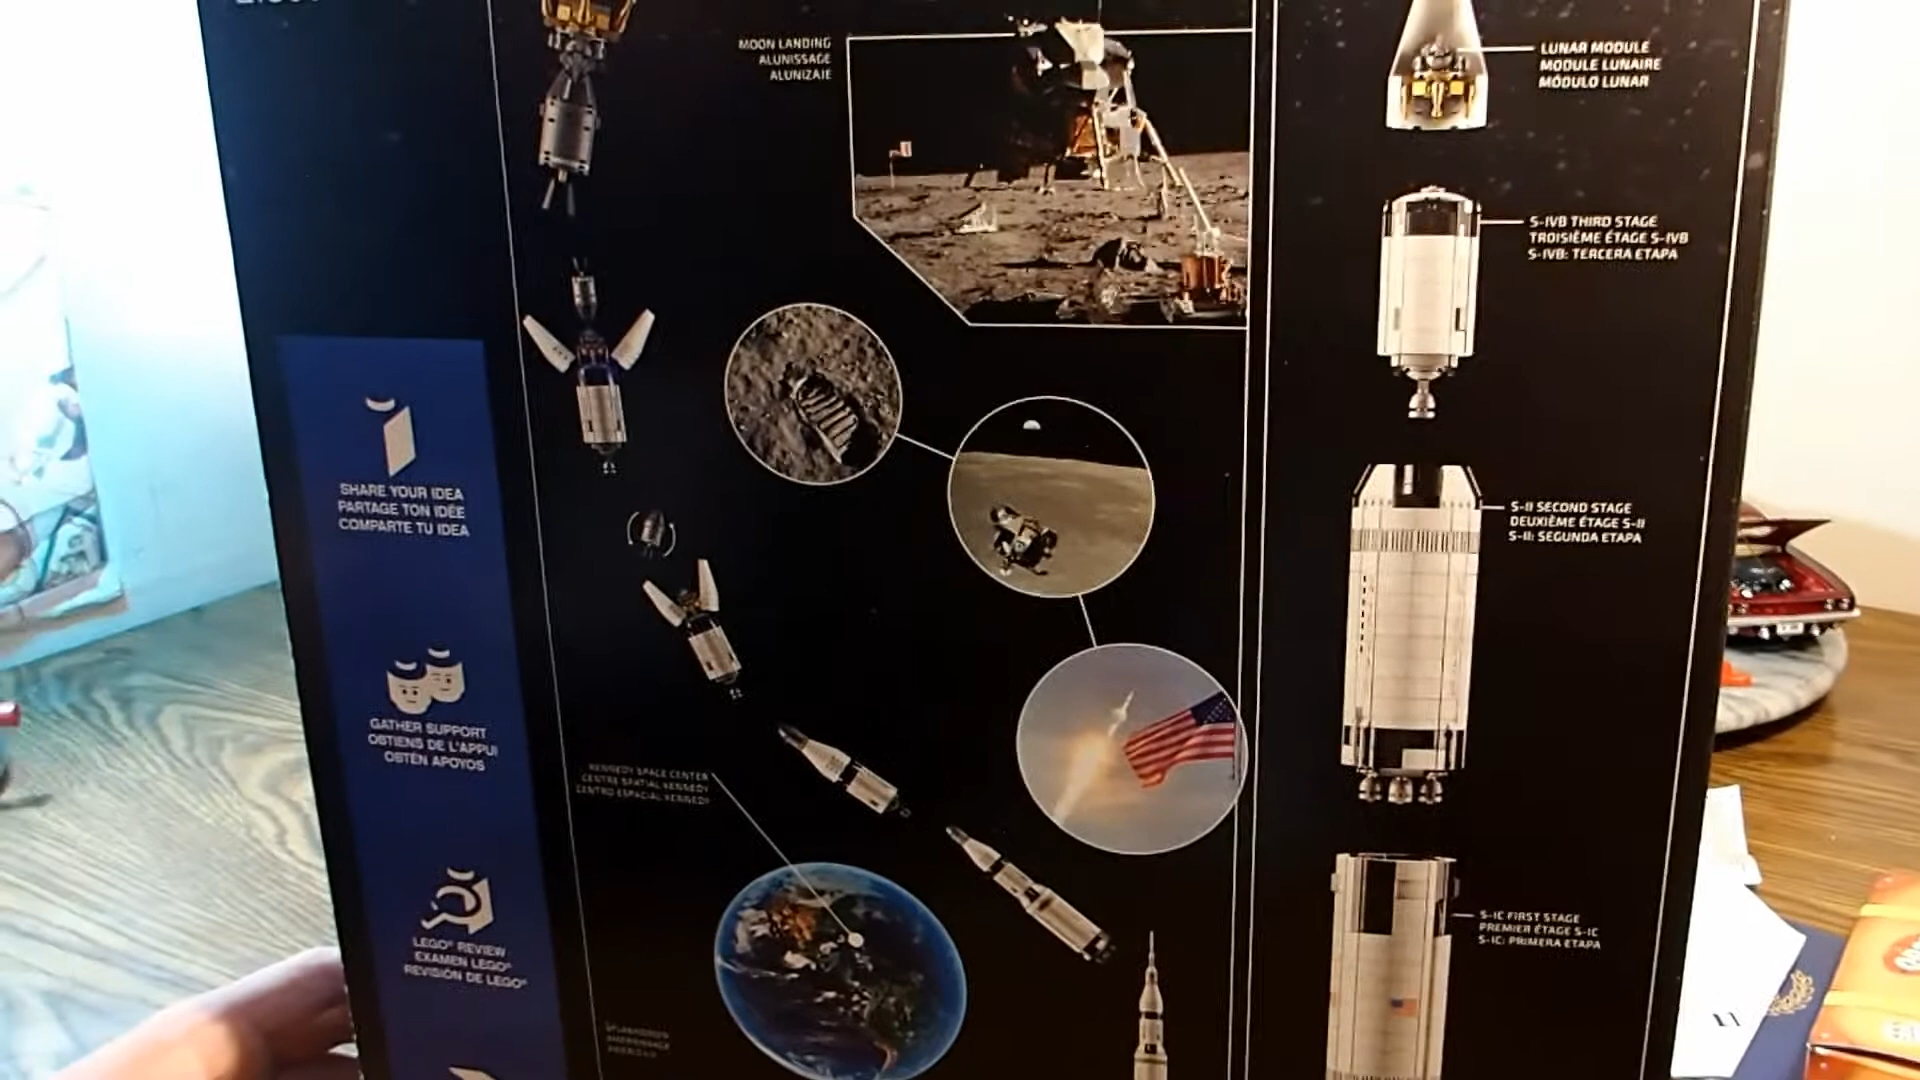 MOON LANDING
ALUNISSAGE
ALUNIZAJE
LUNAR MODULE
MODULE LUNAIRE
MÓDULO LUNAR
S-IVB THIRD STAGE
TROISIÈME ÉTAGE S-IVB
S-IVB: TERCERA ETAPA
SHARE YOUR IDEA
PARTAGE TON IDÉE
COMPARTE TU IDEA
S-II SECOND STAGE
DEUXIÈME ÉTAGE S-II
S-II: SEGUNDA ETAPA
GATHER SUPPORT
OBTIENS DE L'APPUI
OBTÉN APOYOS
KENNEDY SPACE CENTER
CENTRE SPATIAL KENNEDY
CENTRO ESPACIAL KENNEDY
LEGO® REVIEW
EXAMEN LEGO®
REVISIÓN DE LEGO®
S-IC FIRST STAGE
PREMIER ÉTAGE S-IC
S-IC: PRIMERA ETAPA